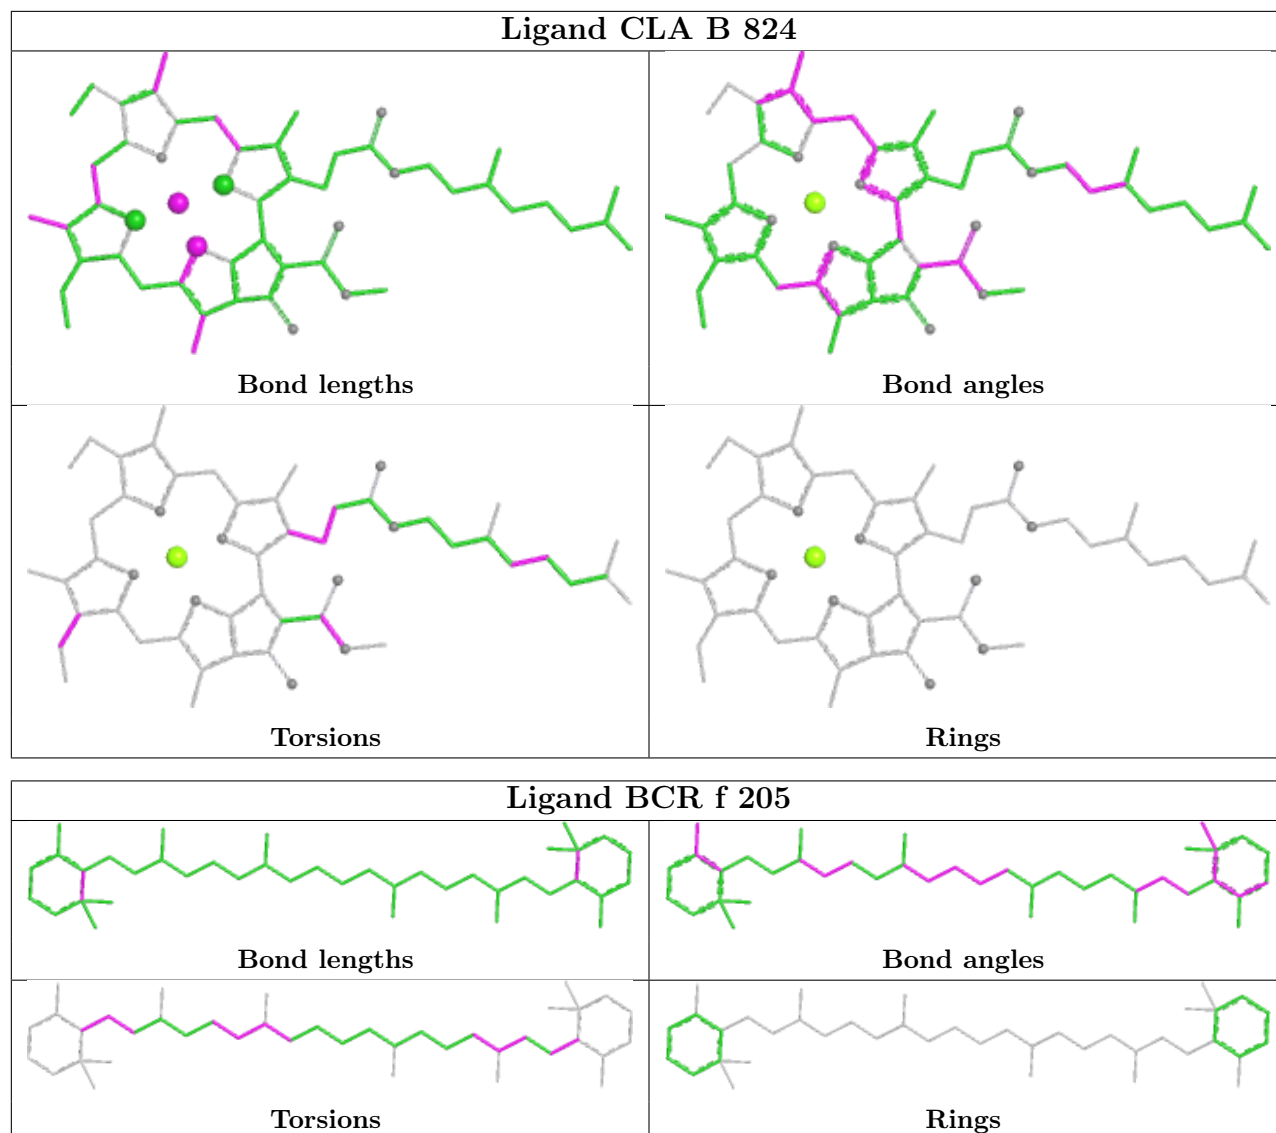 Ligand CLA B 824
Bond lengths
Bond angles
Torsions
Rings
Ligand BCR f 205
Bond lengths
Bond angles
Torsions
Rings